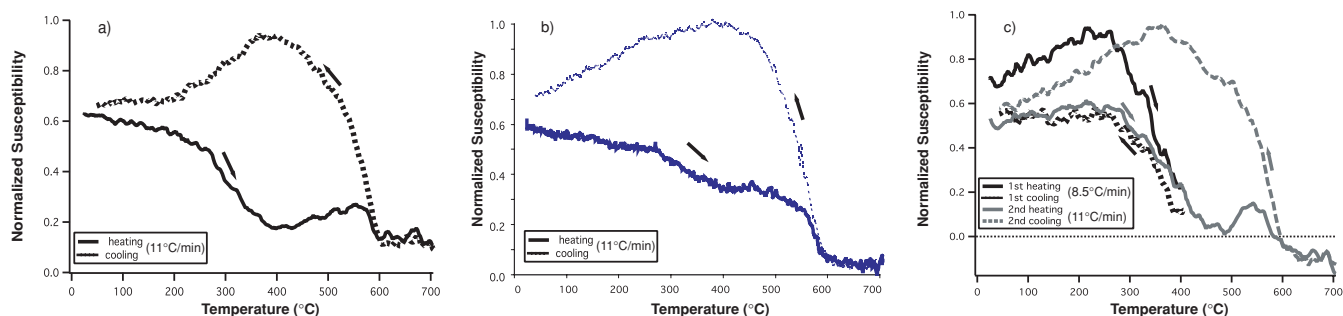 a)
Normalized Susceptibility
1.0
0.8
0.6
0.4
0.2
0.0
heating
cooling
(11°C/min)
0 100 200 300 400 500 600 700
Temperature (°C)
b)
Normalized Susceptibility
1.0
0.8
0.6
0.4
0.2
0.0
heating
cooling
(11°C/min)
0 100 200 300 400 500 600 700
Temperature (°C)
c)
Normalized Susceptibility
1.0
0.8
0.6
0.4
0.2
0.0
1st heating
1st cooling
(8.5°C/min)
2nd heating
2nd cooling
(11°C/min)
0 100 200 300 400 500 600 700
Temperature (°C)